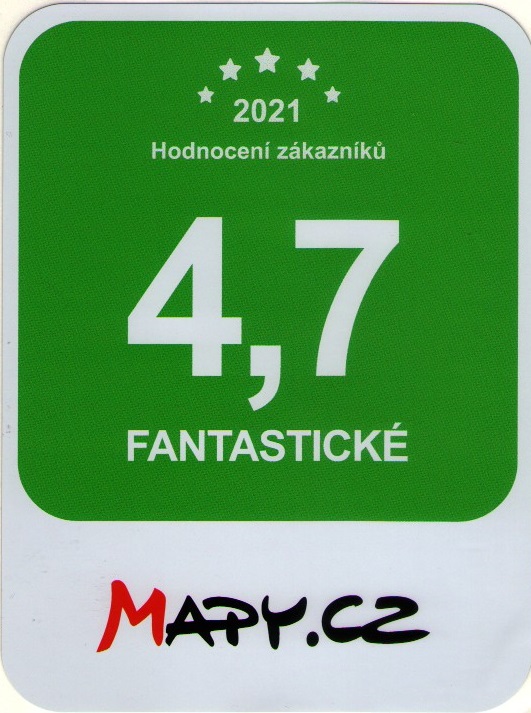 2021
Hodnocení zákazníků
4,7
FANTASTICKÉ
MAPY.CZ